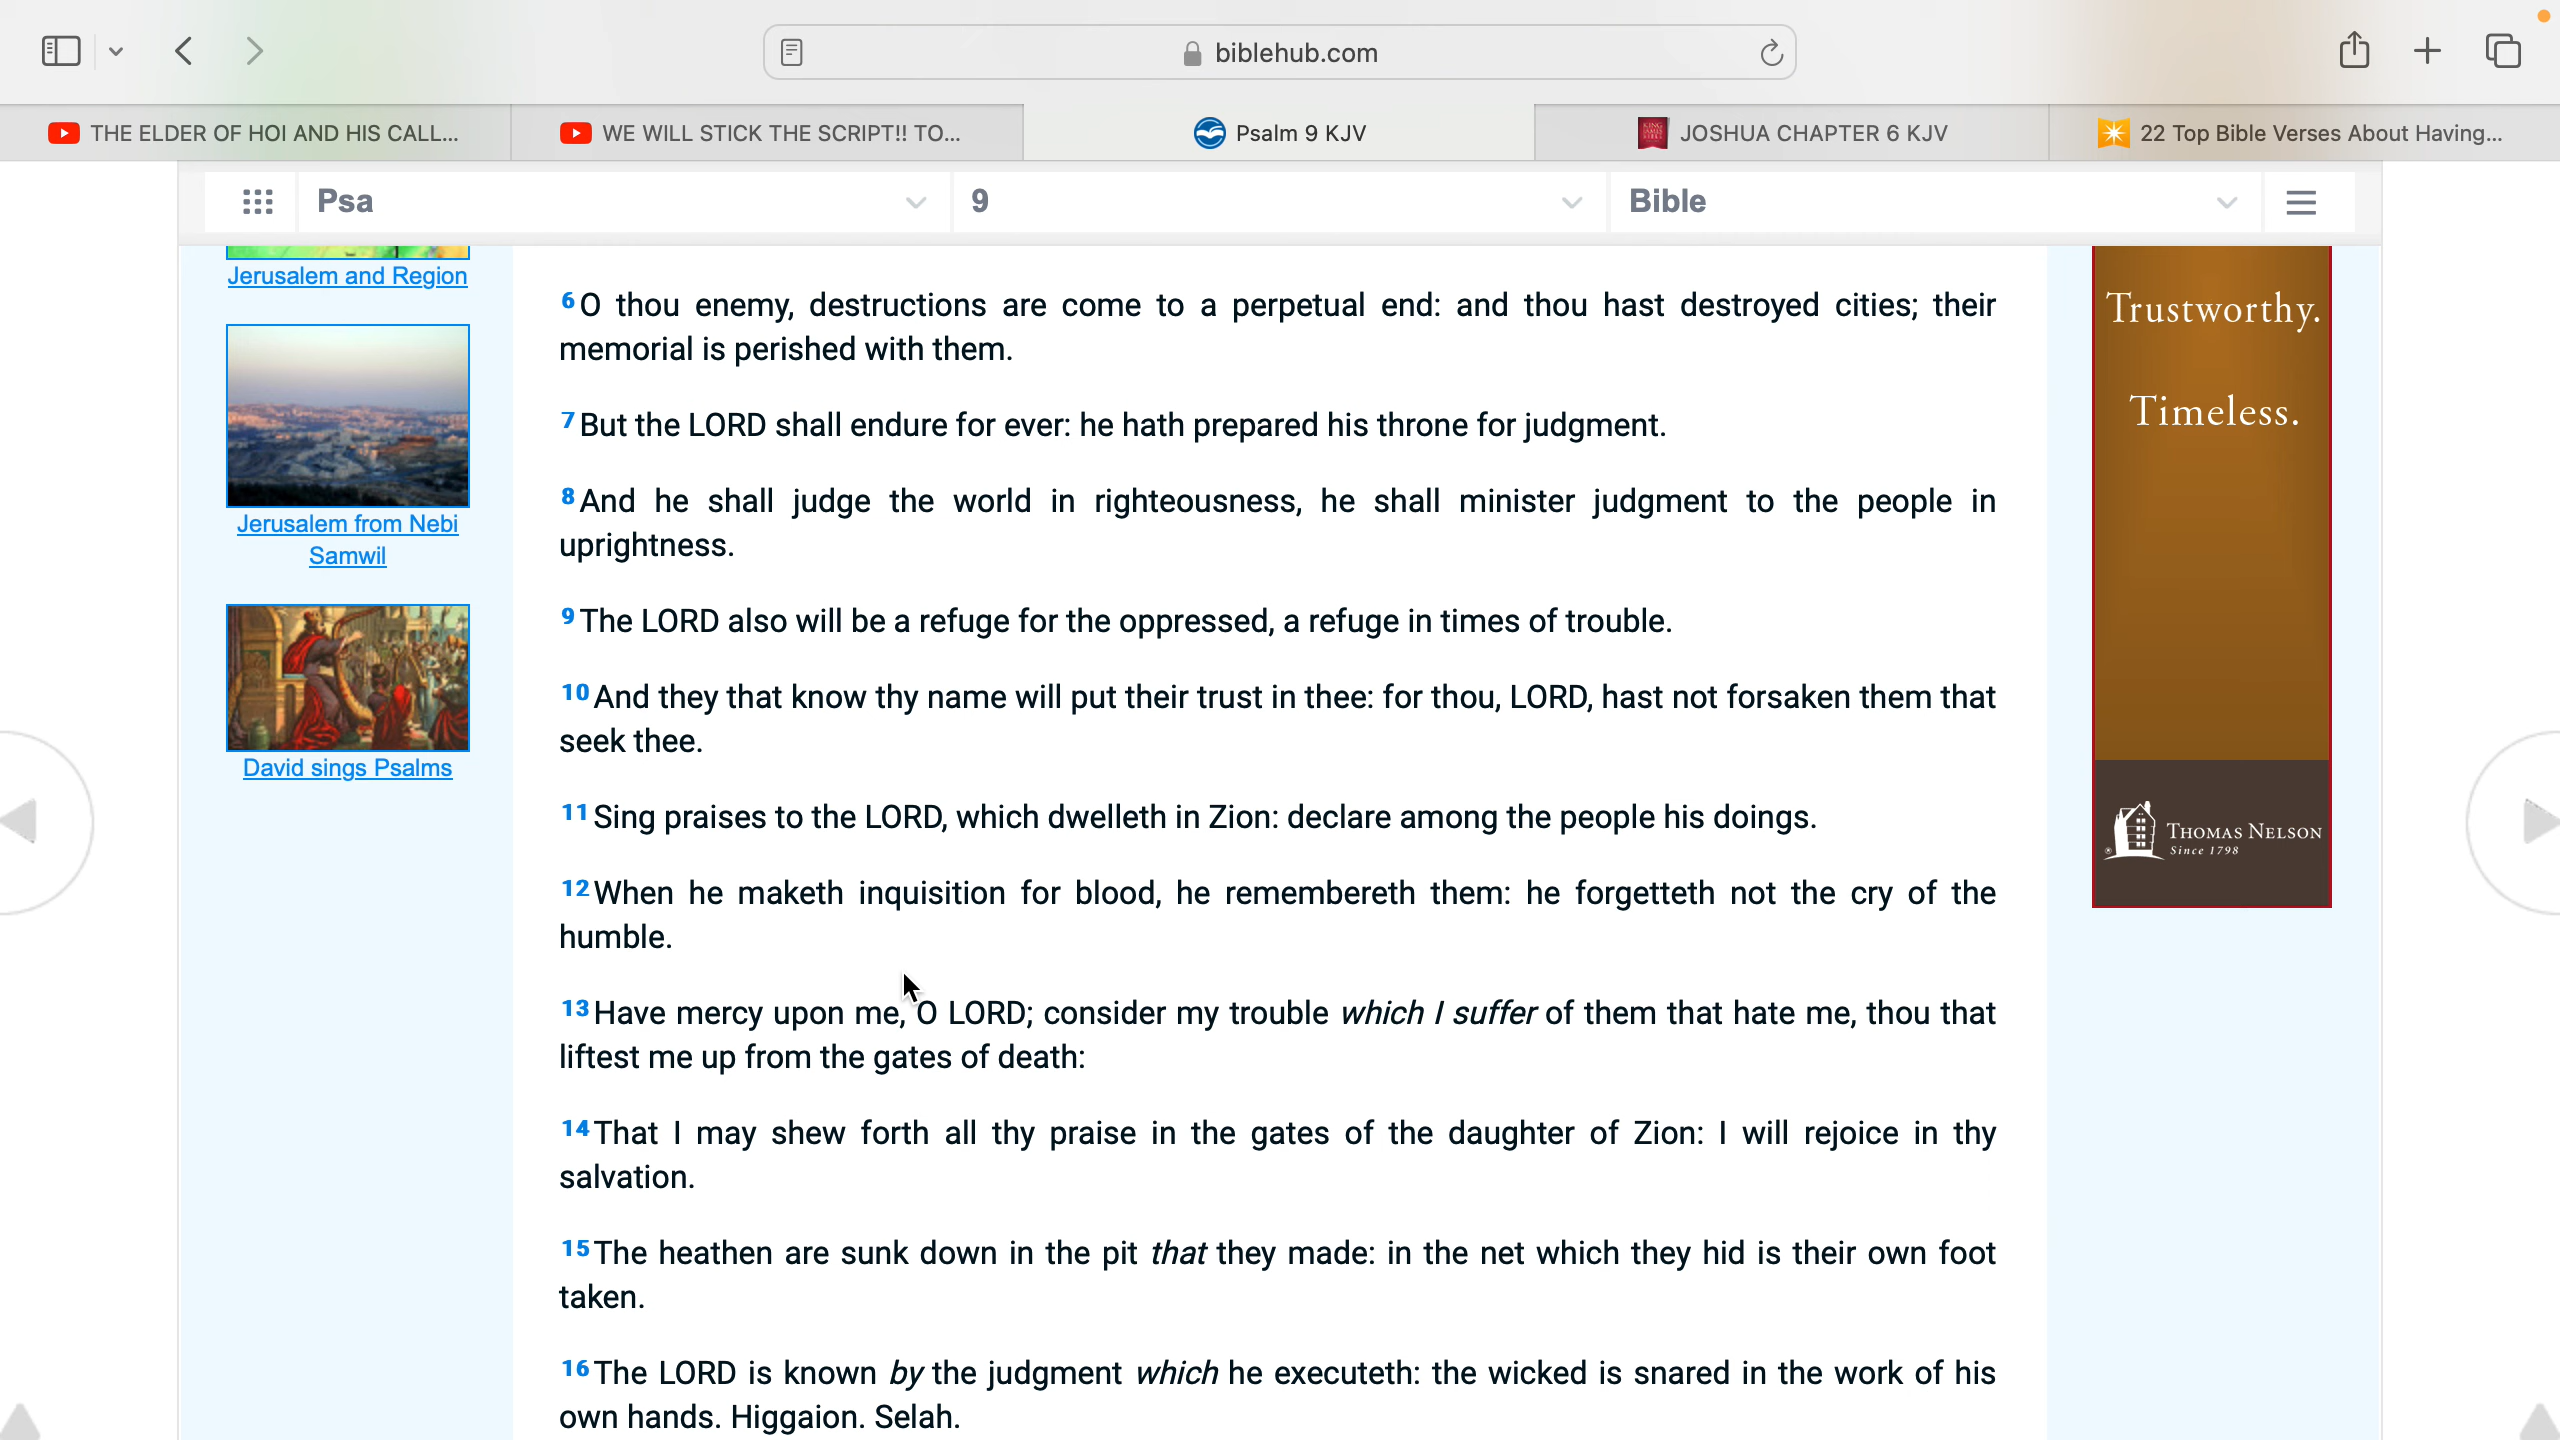 biblehub.com
THE ELDER OF HOI AND HIS CALL...
WE WILL STICK THE SCRIPT!! TO...
Psalm 9 KJV
JOSHUA CHAPTER 6 KJV
22 Top Bible Verses About Having...
Psa
9
Bible
Jerusalem and Region
Jerusalem from Nebi
Samwil
David sings Psalms
6 O thou enemy, destructions are come to a perpetual end: and thou hast destroyed cities; their
memorial is perished with them.
7 But the LORD shall endure for ever: he hath prepared his throne for judgment.
8 And he shall judge the world in righteousness, he shall minister judgment to the people in
uprightness.
9 The LORD also will be a refuge for the oppressed, a refuge in times of trouble.
10 And they that know thy name will put their trust in thee: for thou, LORD, hast not forsaken them that
seek thee.
11 Sing praises to the LORD, which dwelleth in Zion: declare among the people his doings.
12 When he maketh inquisition for blood, he remembereth them: he forgetteth not the cry of the
humble.
13 Have mercy upon me, O LORD; consider my trouble which I suffer of them that hate me, thou that
liftest me up from the gates of death:
14 That I may shew forth all thy praise in the gates of the daughter of Zion: I will rejoice in thy
salvation.
15 The heathen are sunk down in the pit that they made: in the net which they hid is their own foot
taken.
16 The LORD is known by the judgment which he executeth: the wicked is snared in the work of his
own hands. Higgaion. Selah.
Trustworthy.
Timeless.
THOMAS NELSON
Since 1798